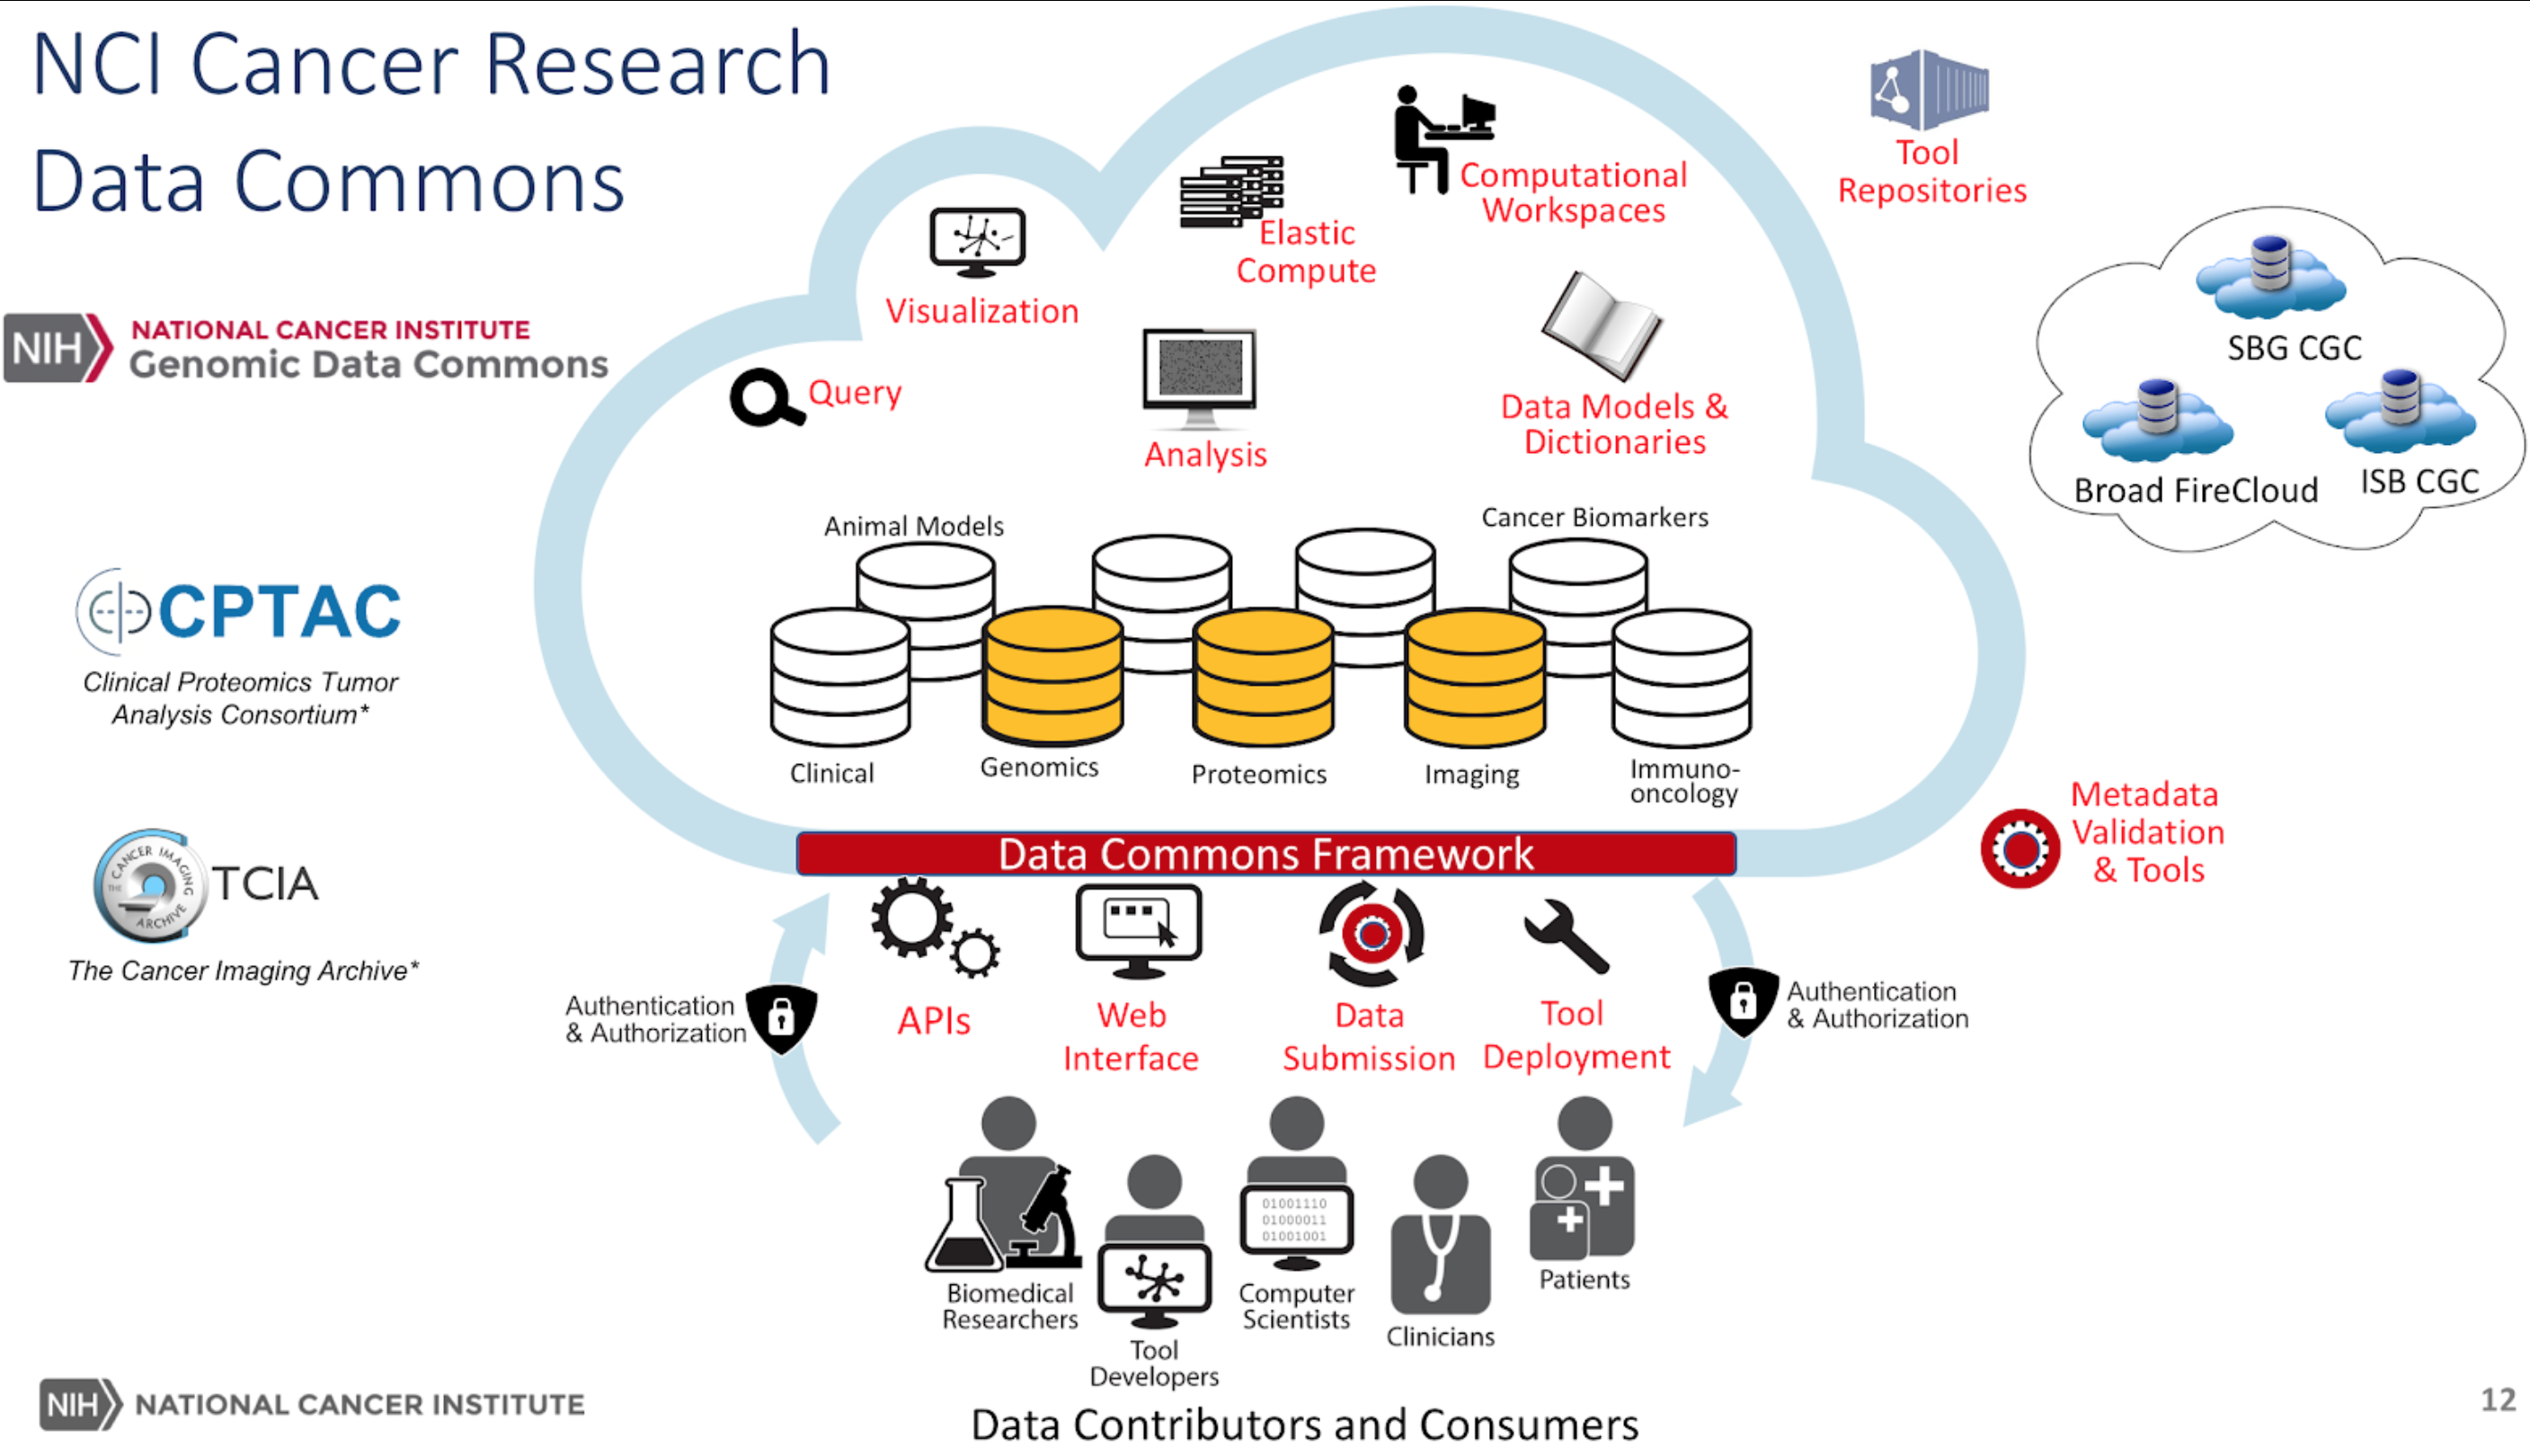 NCI Cancer Research
Data Commons
NIH
NATIONAL CANCER INSTITUTE
Genomic Data Commons
CPTAC
Clinical Proteomics Tumor
Analysis Consortium*
THE CANCER IMAGING ARCHIVE
TCIA
The Cancer Imaging Archive*
Tool
Repositories
Computational
Workspaces
Elastic
Compute
Visualization
Query
Analysis
Data Models &
Dictionaries
SBG CGC
Broad FireCloud
ISB CGC
Animal Models
Cancer Biomarkers
Clinical
Genomics
Proteomics
Imaging
Immuno-
oncology
Data Commons Framework
Metadata
Validation
& Tools
Authentication
& Authorization
APIs
Web
Interface
Data
Submission
Tool
Deployment
Authentication
& Authorization
01001110
01000011
01001001
Biomedical
Researchers
Tool
Developers
Computer
Scientists
Clinicians
Patients
Data Contributors and Consumers
NIH
NATIONAL CANCER INSTITUTE
12